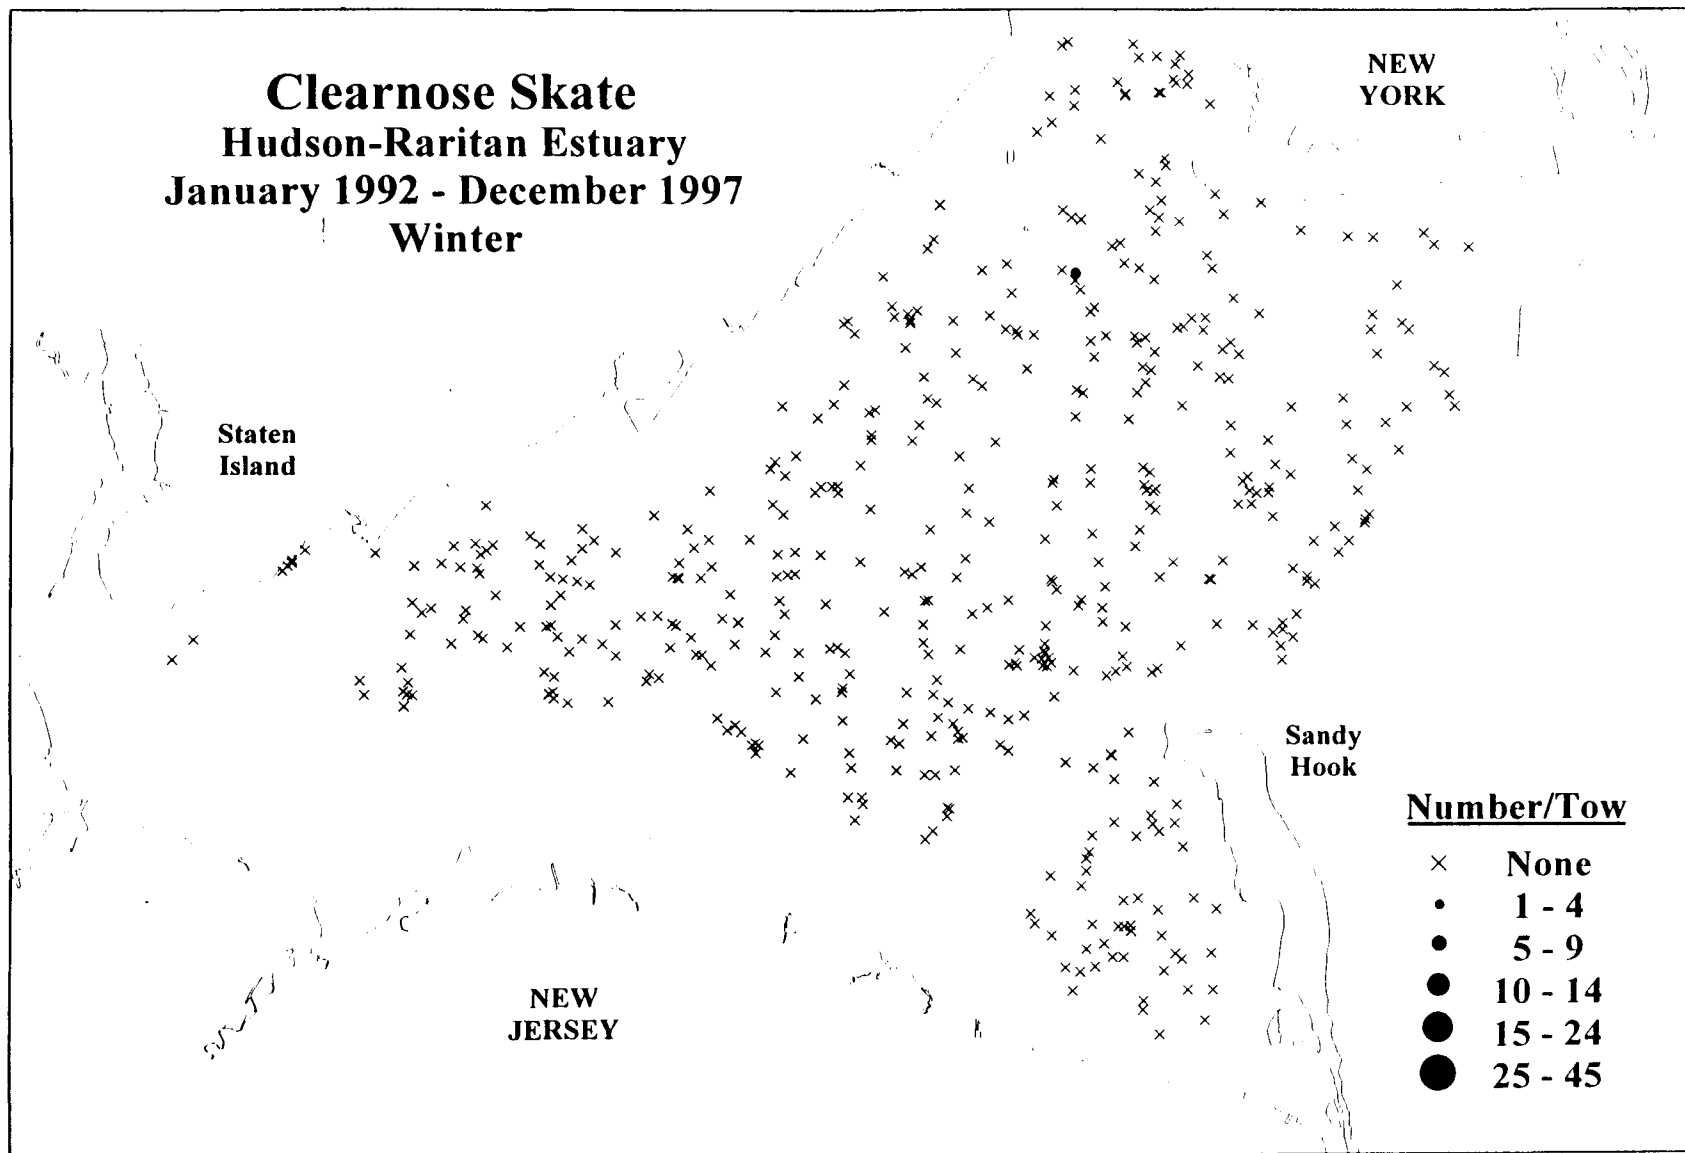 Clearnose Skate
Hudson-Raritan Estuary
January 1992 - December 1997
Winter
NEW
YORK
Staten
Island
Sandy
Hook
NEW
JERSEY
Number/Tow
None
1 - 4
5 - 9
10 - 14
15 - 24
25 - 45